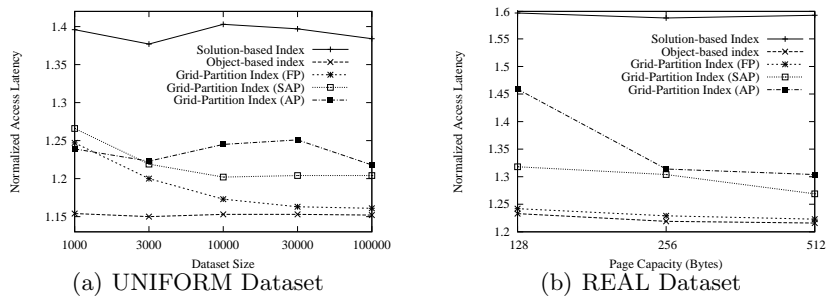 1.4
1.35
1.3
1.25
1.2
1.15
Normalized Access Latency
Solution-based Index
Object-based index
Grid-Partition Index (FP)
Grid-Partition Index (SAP)
Grid-Partition Index (AP)
1000
3000
10000
30000
100000
Dataset Size
(a) UNIFORM Dataset
1.6
1.55
1.5
1.45
1.4
1.35
1.3
1.25
1.2
Normalized Access Latency
Solution-based Index
Object-based Index
Grid-Partition Index (FP)
Grid-Partition Index (SAP)
Grid-Partition Index (AP)
128
256
512
Page Capacity (Bytes)
(b) REAL Dataset